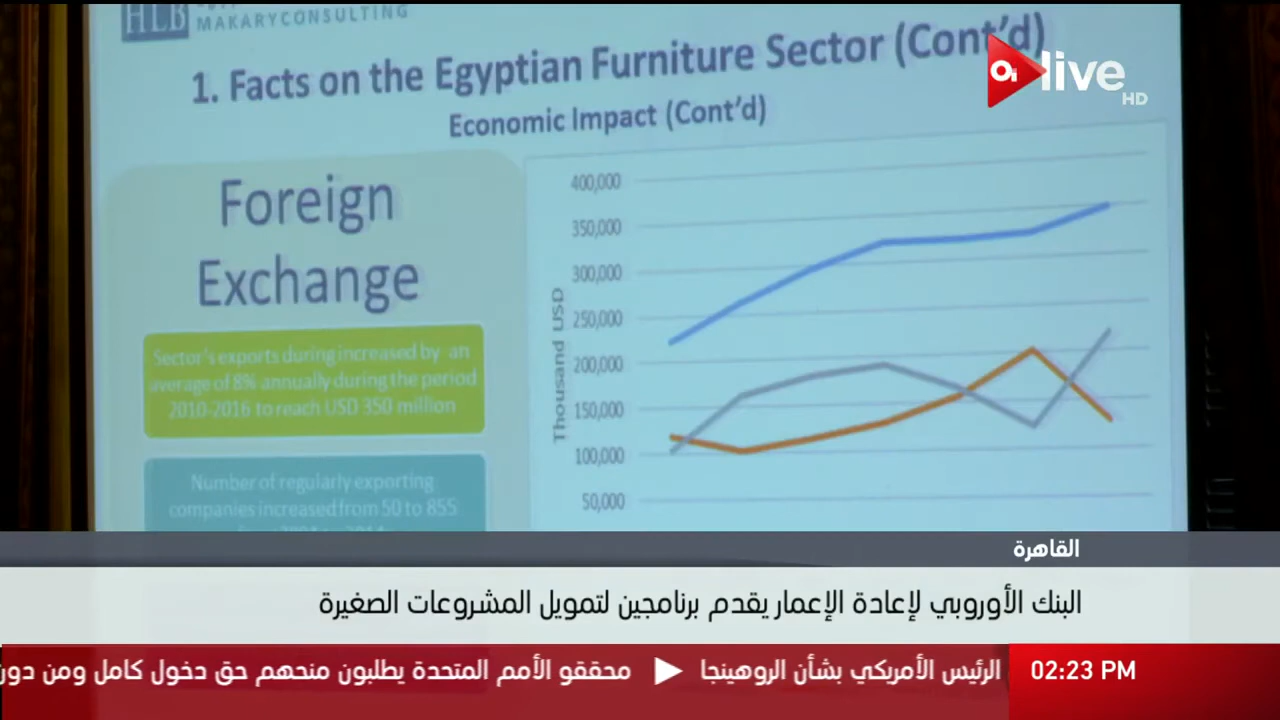 HLB
MAKARYCONSULTING
1. Facts on the Egyptian Furniture Sector (Cont'd)
Economic Impact (Cont'd)
live
HD
Foreign
Exchange
Sector's exports during increased by an
average of 8% annually during the period
2010-2016 to reach USD 350 million
Number of regularly exporting
companies increased from 50 to 855
Thousand USD
400,000
350,000
300,000
250,000
200,000
150,000
100,000
50,000
القاهرة
البنك الأوروبي لإعادة الإعمار يقدم برنامجين لتمويل المشروعات الصغيرة
الرئيس الأمريكي بشأن الروهينجا ◀ محققو الأمم المتحدة يطلبون منحهم حق دخول كامل ومن دون
02:23 PM